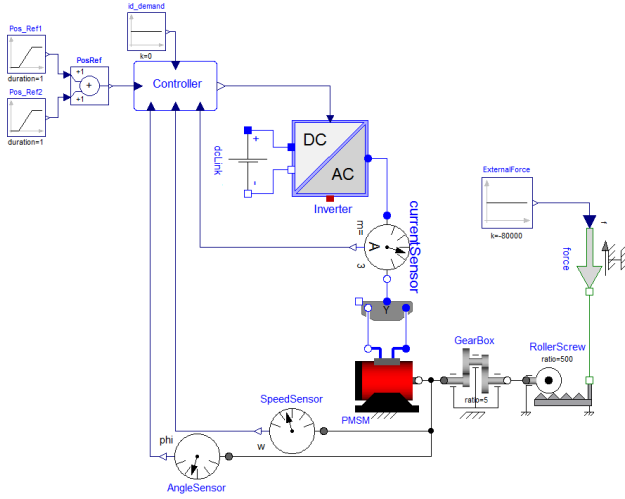 id_demand
k=0
Pos_Ref1
duration=1
+1
PosRef
+
+1
Pos_Ref2
duration=1
Controller
DC
AC
Inverter
+
-
dcLink
ExternalForce
k=-80000
f
force
currentSensor
m=
3
A
Y
PMSM
GearBox
ratio=5
RollerScrew
ratio=500
SpeedSensor
w
phi
AngleSensor